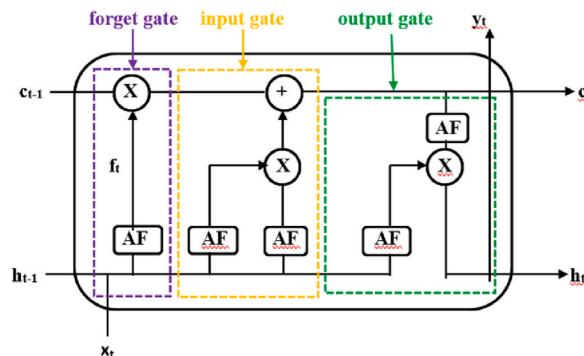 forget gate input gate output gate yt
ct-1 X + c
AF
ft X X
AF AF AF AF
ht-1 ht
xt